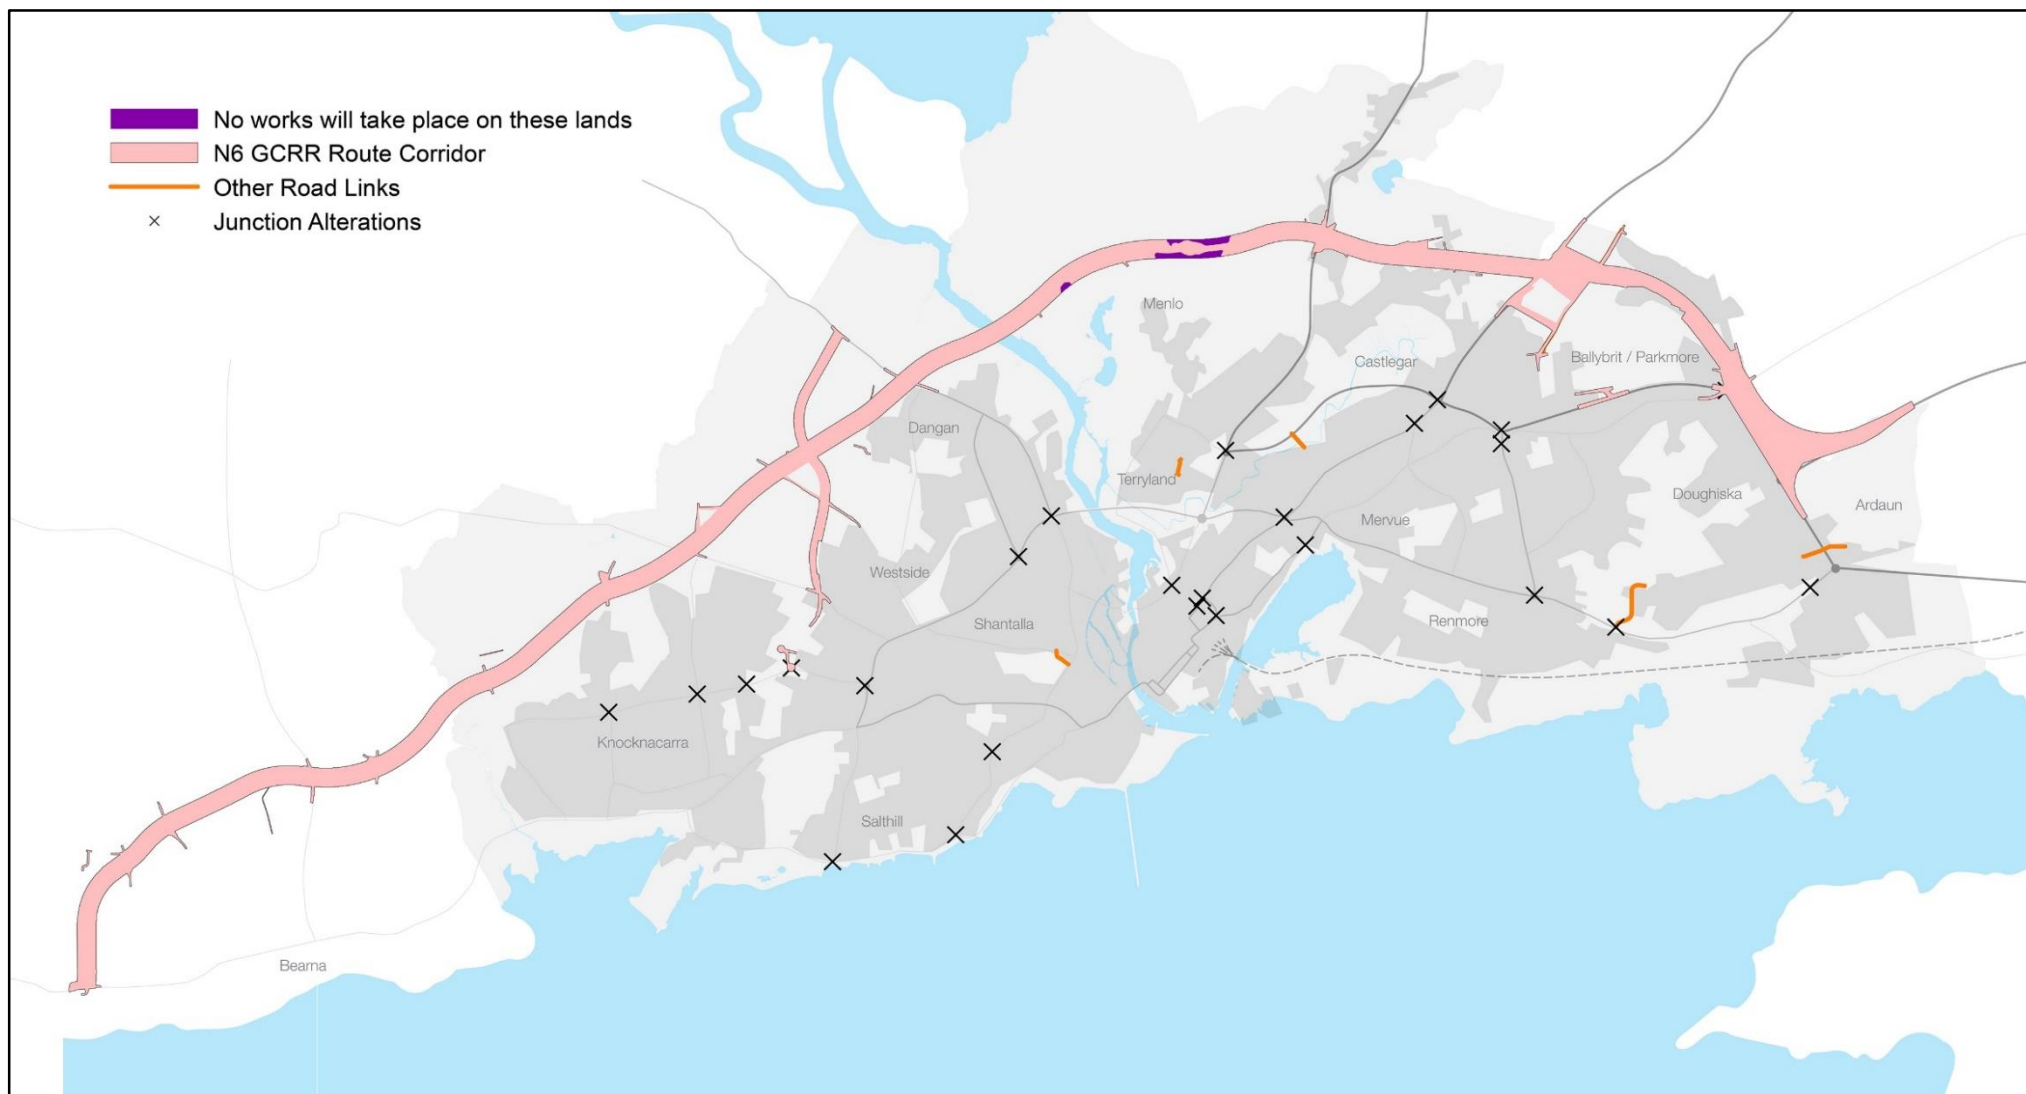 No works will take place on these lands
N6 GCRR Route Corridor
Other Road Links
Junction Alterations
Menlo
Castlegar
Ballybrit / Parkmore
Dangan
Terryland
Doughiska
Ardaun
Mervue
Westside
Shantalla
Renmore
Knocknacarra
Salthill
Bearna